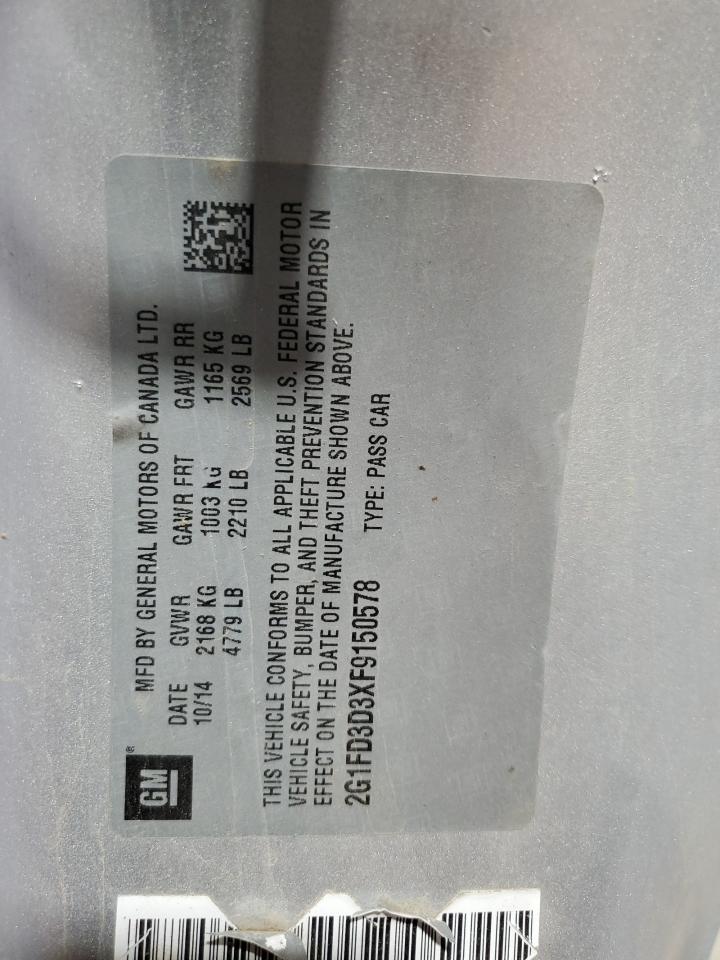 GM®
MFD BY GENERAL MOTORS OF CANADA LTD.
DATE GVWR GAWR FRT GAWR RR
10/14 2168 KG 1003 KG 1165 KG
4779 LB 2210 LB 2569 LB
THIS VEHICLE CONFORMS TO ALL APPLICABLE U.S. FEDERAL MOTOR
VEHICLE SAFETY, BUMPER, AND THEFT PREVENTION STANDARDS IN
EFFECT ON THE DATE OF MANUFACTURE SHOWN ABOVE.
2G1FD3D3XF9150578 TYPE: PASS CAR